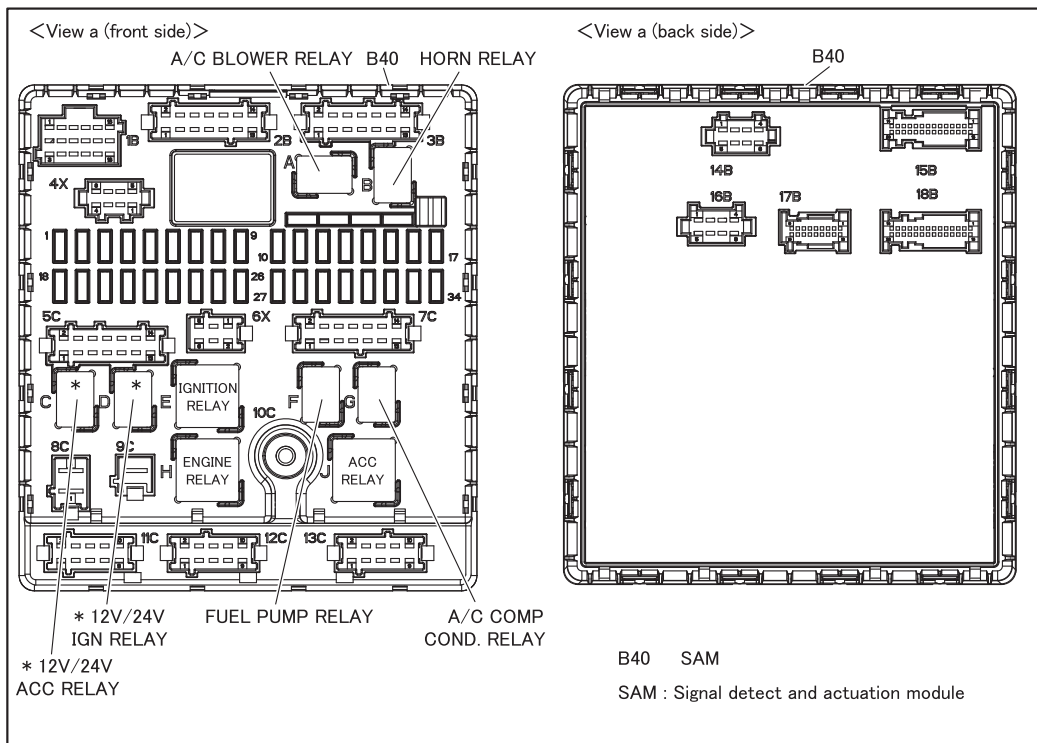 <View a (front side)>
A/C BLOWER RELAY
B40
HORN RELAY
1B
2B
3B
A
B
4X
1
9
10
17
18
26
27
34
5C
6X
7C
C
*
D
*
E
IGNITION
RELAY
F
G
10C
8C
9C
H
ENGINE
RELAY
J
ACC
RELAY
11C
12C
13C
* 12V/24V
IGN RELAY
FUEL PUMP RELAY
A/C COMP
COND. RELAY
* 12V/24V
ACC RELAY
<View a (back side)>
B40
14B
15B
16B
17B
18B
B40 SAM
SAM : Signal detect and actuation module